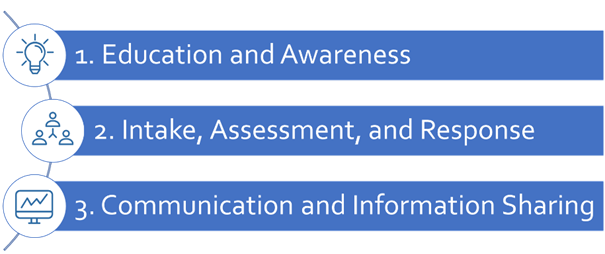 1. Education and Awareness
2. Intake, Assessment, and Response
3. Communication and Information Sharing